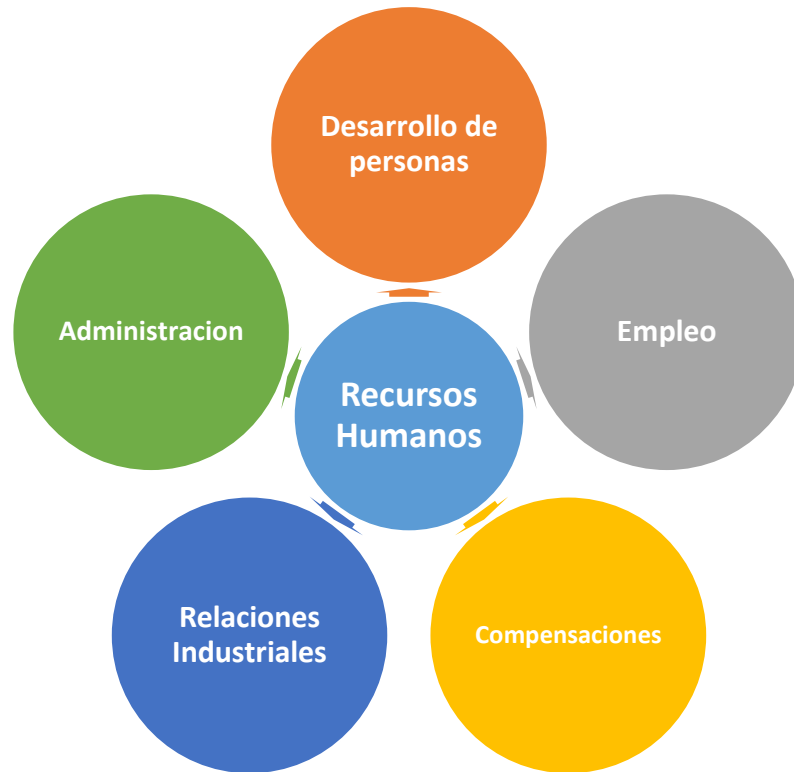 Desarrollo de
personas
Administracion
Empleo
Recursos
Humanos
Relaciones
Industriales
Compensaciones